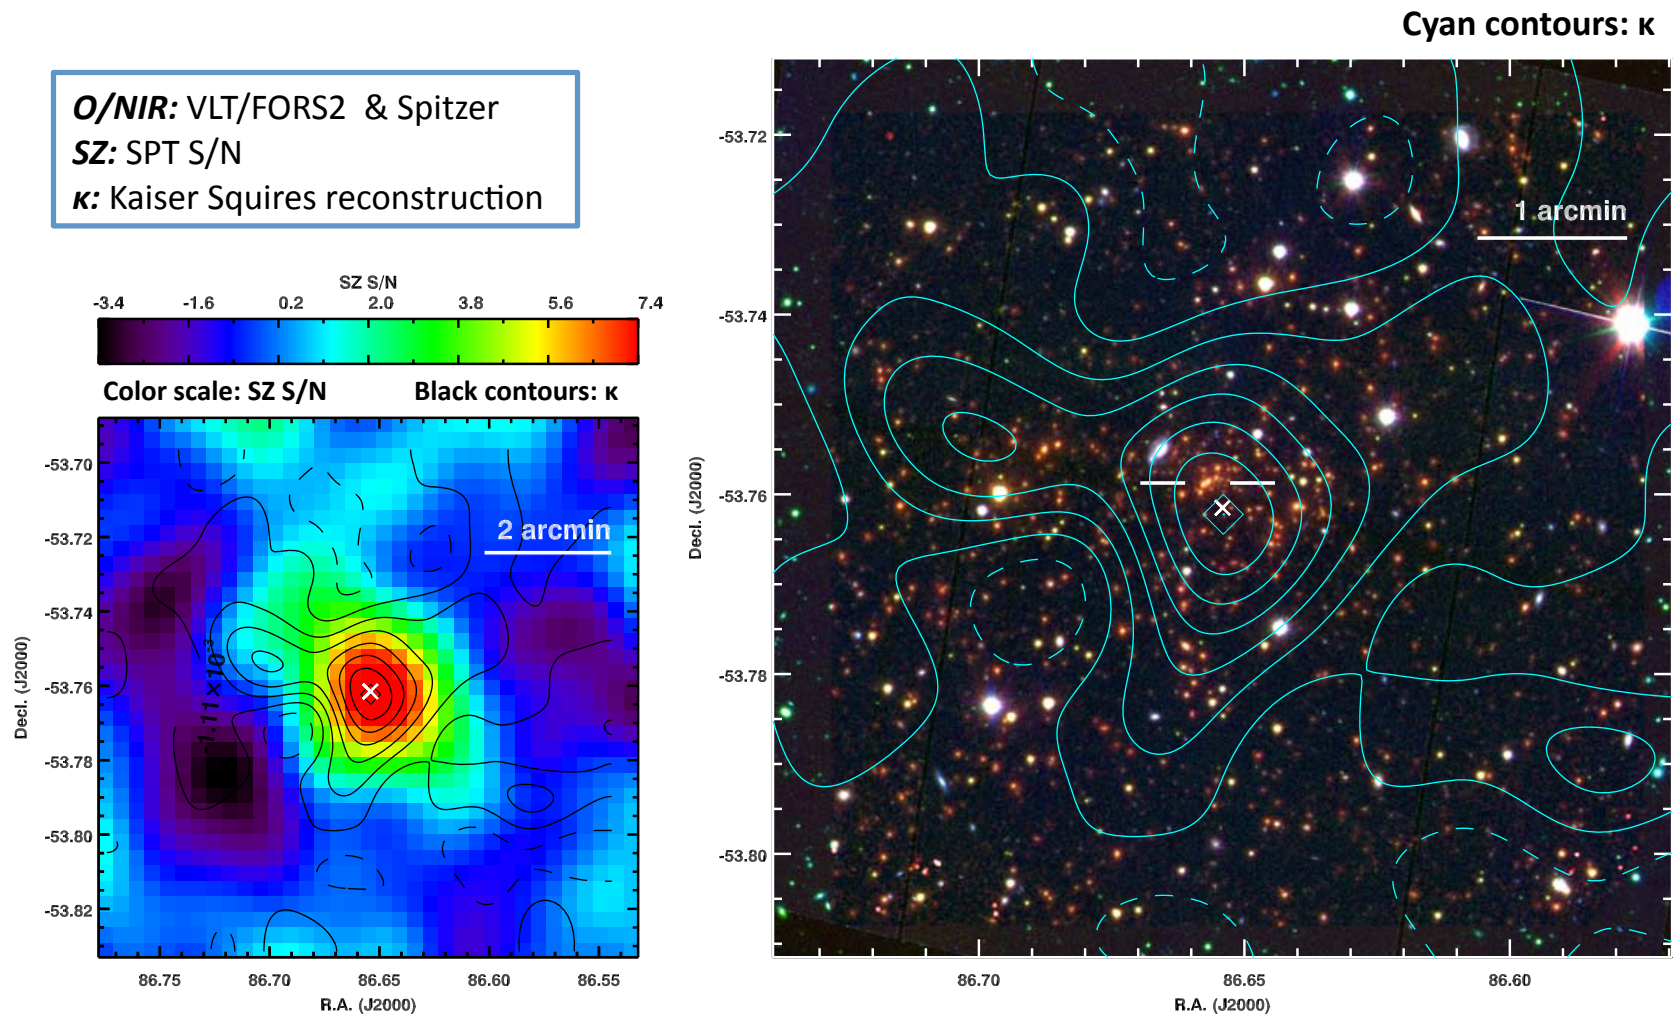 Cyan contours: κ
O/NIR: VLT/FORS2 & Spitzer
SZ: SPT S/N
κ: Kaiser Squires reconstruction
SZ S/N
-3.4 -1.6 0.2 2.0 3.8 5.6 7.4
Color scale: SZ S/N Black contours: κ
2 arcmin
-53.70
-53.72
-53.74
-53.76
-53.78
-53.80
-53.82
Decl. (J2000)
-1.11×10⁻³
86.75 86.70 86.65 86.60 86.55
R.A. (J2000)
1 arcmin
-53.72
-53.74
-53.76
-53.78
-53.80
Decl. (J2000)
86.70 86.65 86.60
R.A. (J2000)